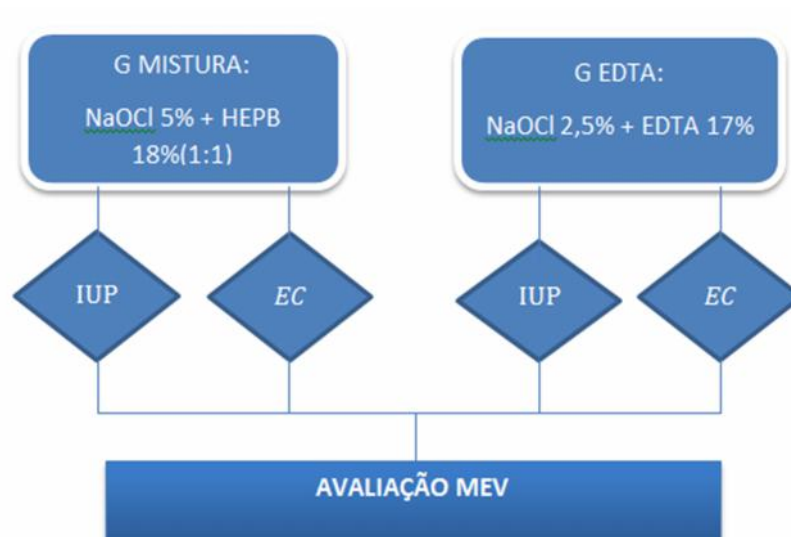 G MISTURA:
NaOCl 5% + HEPB
18%(1:1)
G EDTA:
NaOCl 2,5% + EDTA 17%
IUP
EC
IUP
EC
AVALIAÇÃO MEV